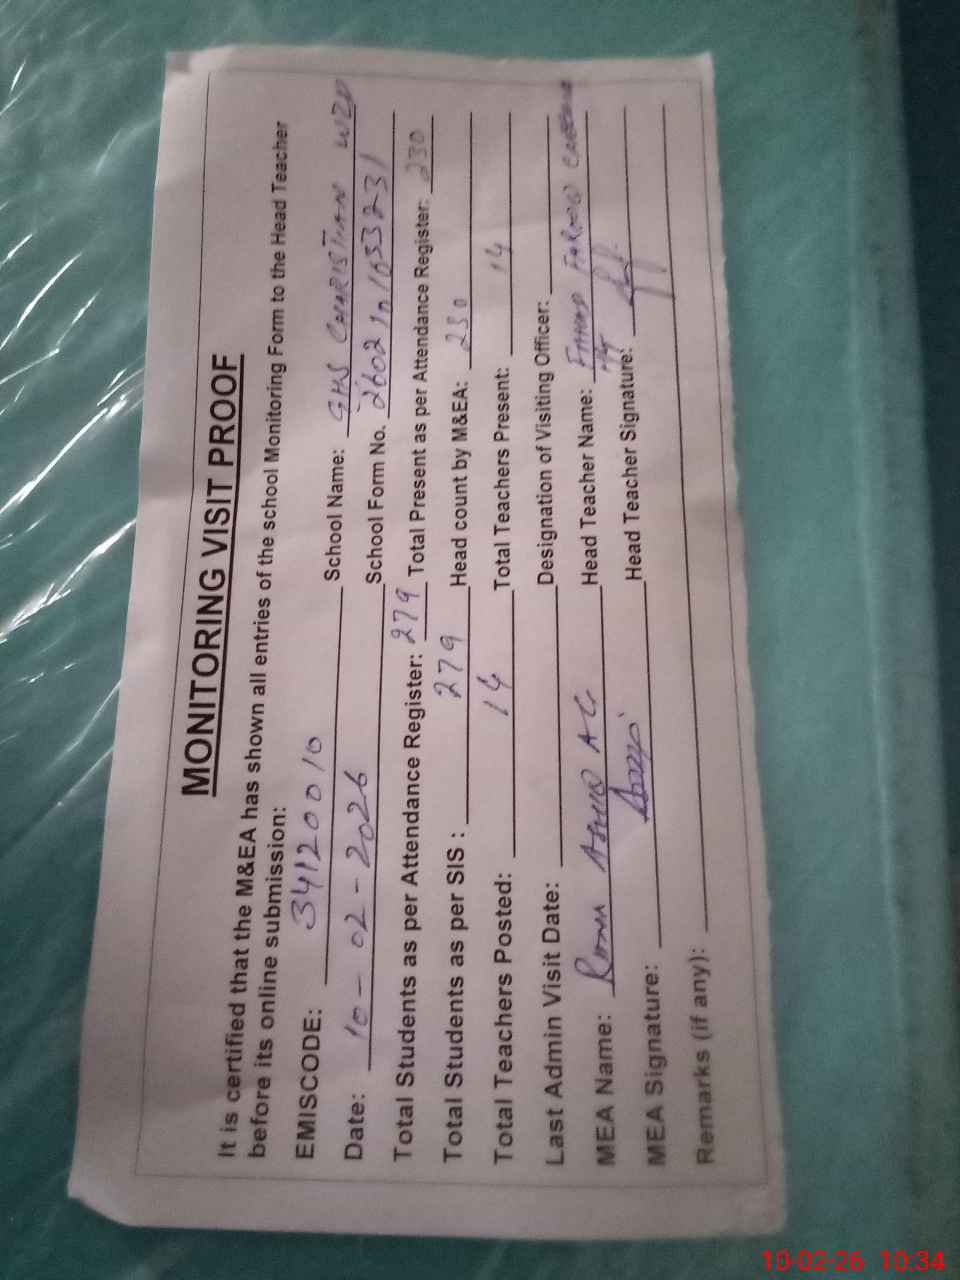 MONITORING VISIT PROOF
It is certified that the M&EA has shown all entries of the school Monitoring Form to the Head Teacher
before its online submission:
EMISCODE: 34120010 School Name: GHS CHARISTIAN WZD
Date: 10-02-2026 School Form No. 
Total Students as per Attendance Register: 279 Total Present as per Attendance Register: 230
Total Students as per SIS: 279 Head count by M&EA: 230
Total Teachers Posted: 14 Total Teachers Present: 14
Last Admin Visit Date: Designation of Visiting Officer:
MEA Name: Head Teacher Name: FAHAD FAROOQ
MEA Signature: Head Teacher Signature:
Remarks (if any):
10-02-26 10:34